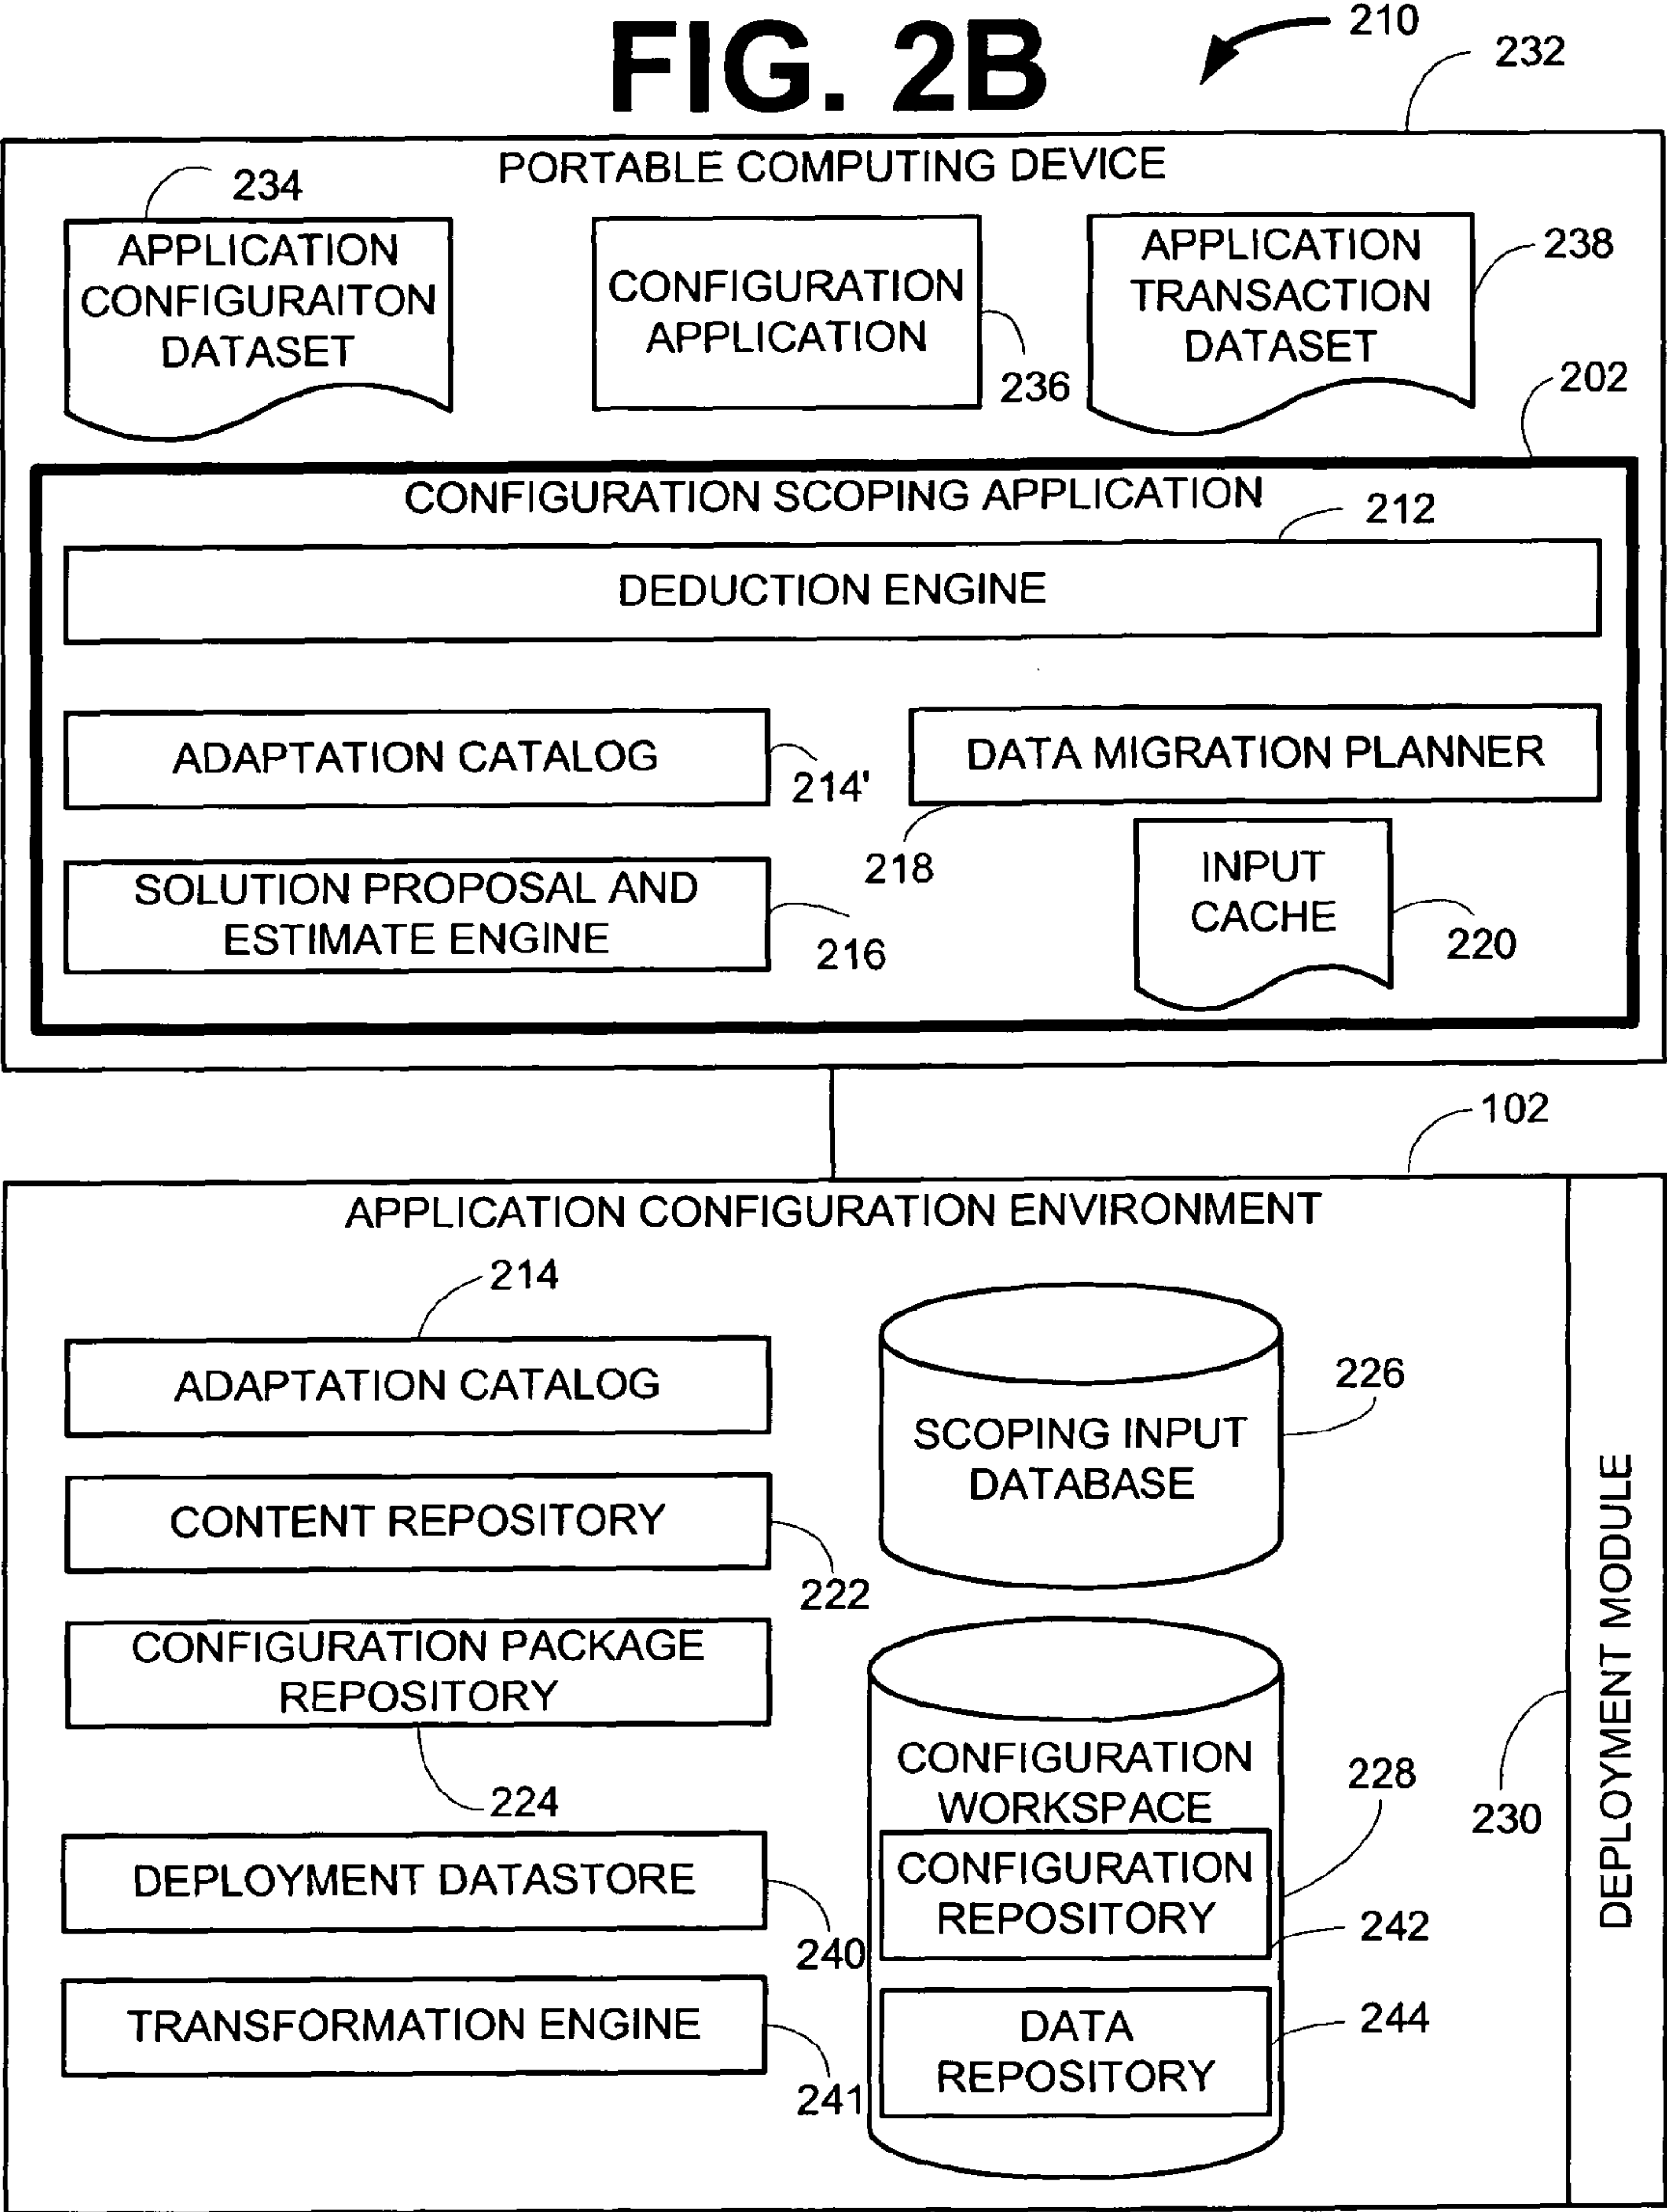 FIG. 2B
210
232
PORTABLE COMPUTING DEVICE
234
APPLICATION
CONFIGURAITON
DATASET
CONFIGURATION
APPLICATION
236
APPLICATION
TRANSACTION
DATASET
238
202
CONFIGURATION SCOPING APPLICATION
212
DEDUCTION ENGINE
ADAPTATION CATALOG
214'
DATA MIGRATION PLANNER
218
SOLUTION PROPOSAL AND
ESTIMATE ENGINE
216
INPUT
CACHE
220
102
APPLICATION CONFIGURATION ENVIRONMENT
214
ADAPTATION CATALOG
SCOPING INPUT
DATABASE
226
CONTENT REPOSITORY
222
CONFIGURATION PACKAGE
REPOSITORY
224
CONFIGURATION
WORKSPACE
228
CONFIGURATION
REPOSITORY
242
DATA
REPOSITORY
244
DEPLOYMENT DATASTORE
240
TRANSFORMATION ENGINE
241
230
DEPLOYMENT MODULE